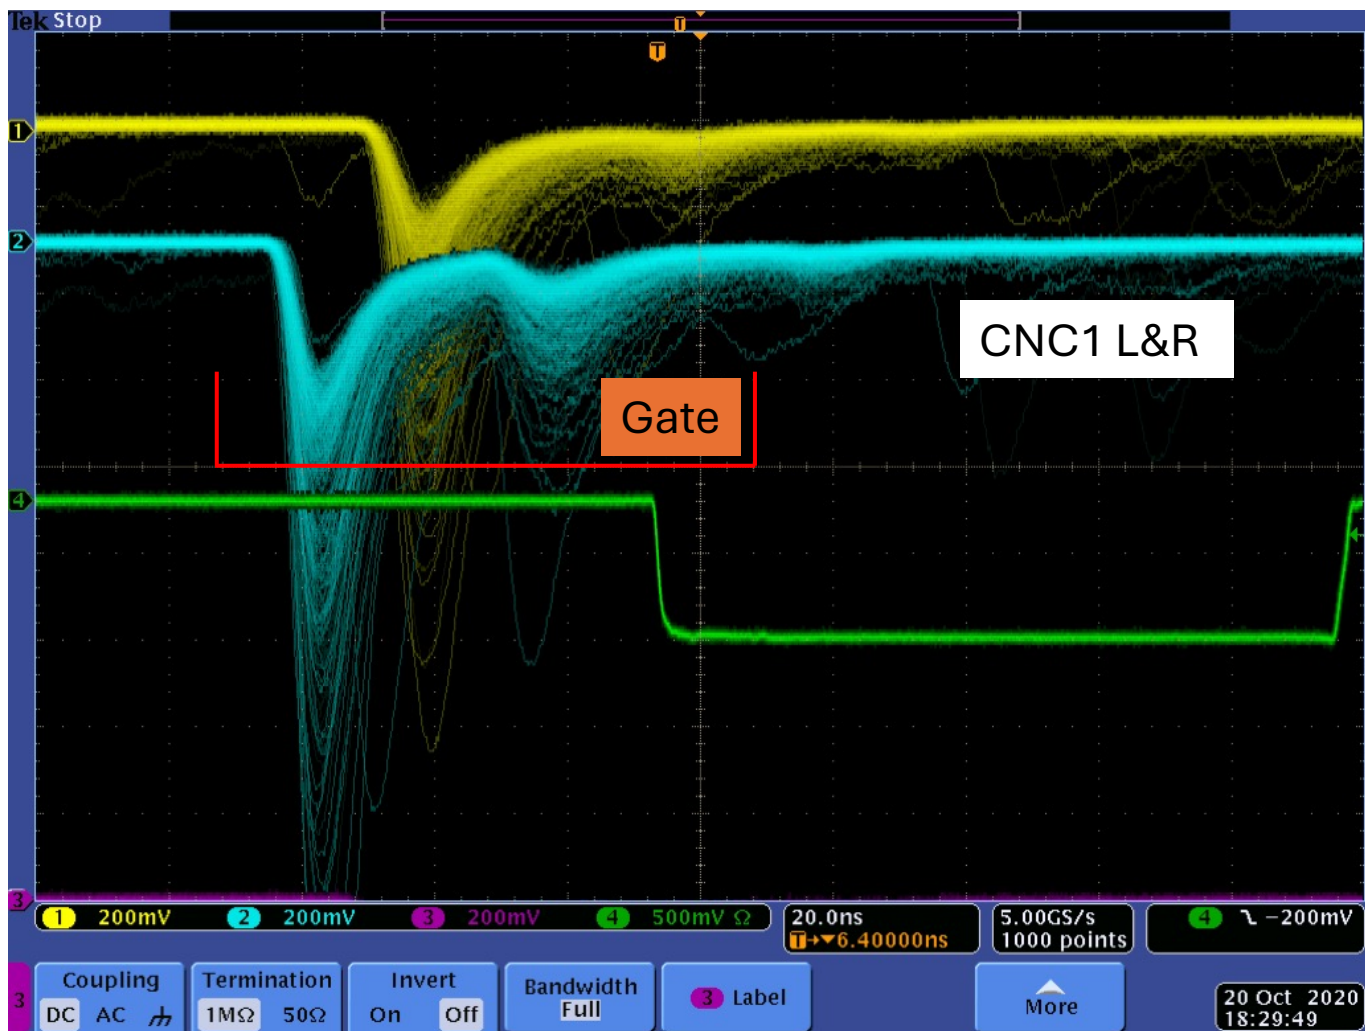 Tek Stop
T
T
1
2
CNC1 L&R
Gate
4
3
1 200mV 2 200mV 3 200mV 4 500mV Ω 20.0ns 5.00GS/s 4 -200mV
T→▼6.40000ns 1000 points
Coupling Termination Invert Bandwidth 3 Label More
3 DC AC 1MΩ 50Ω On Off Full 20 Oct 2020
18:29:49